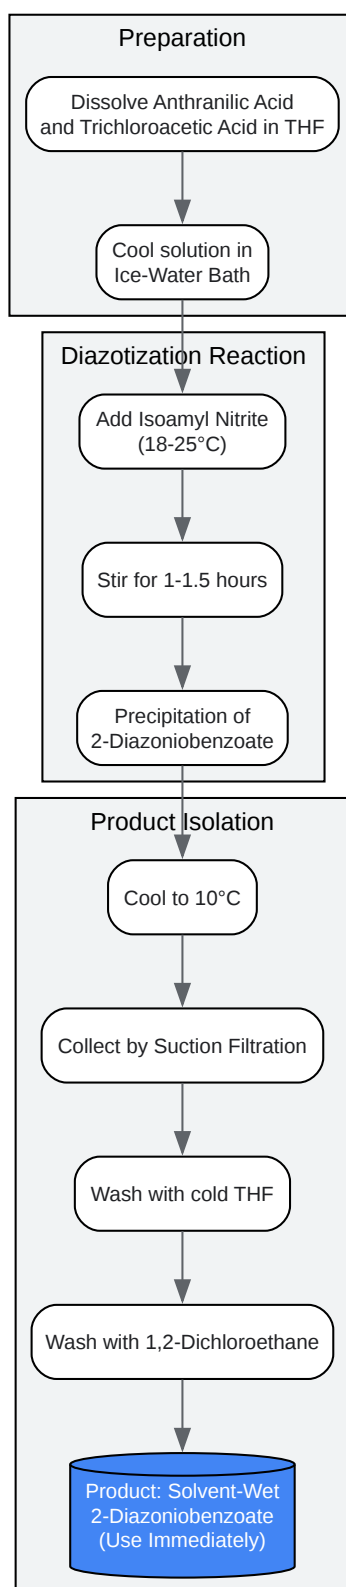 Preparation
Dissolve Anthranilic Acid
and Trichloroacetic Acid in THF
Cool solution in
Ice-Water Bath
Diazotization Reaction
Add Isoamyl Nitrite
(18-25°C)
Stir for 1-1.5 hours
Precipitation of
2-Diazoniobenzoate
Product Isolation
Cool to 10°C
Collect by Suction Filtration
Wash with cold THF
Wash with 1,2-Dichloroethane
Product: Solvent-Wet
2-Diazoniobenzoate
(Use Immediately)